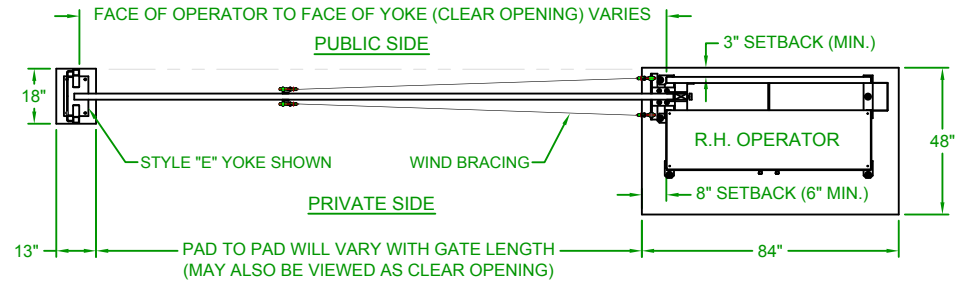 FACE OF OPERATOR TO FACE OF YOKE (CLEAR OPENING) VARIES
PUBLIC SIDE
3" SETBACK (MIN.)
18"
R.H. OPERATOR
48"
STYLE "E" YOKE SHOWN
WIND BRACING
8" SETBACK (6" MIN.)
PRIVATE SIDE
13"
PAD TO PAD WILL VARY WITH GATE LENGTH
(MAY ALSO BE VIEWED AS CLEAR OPENING)
84"